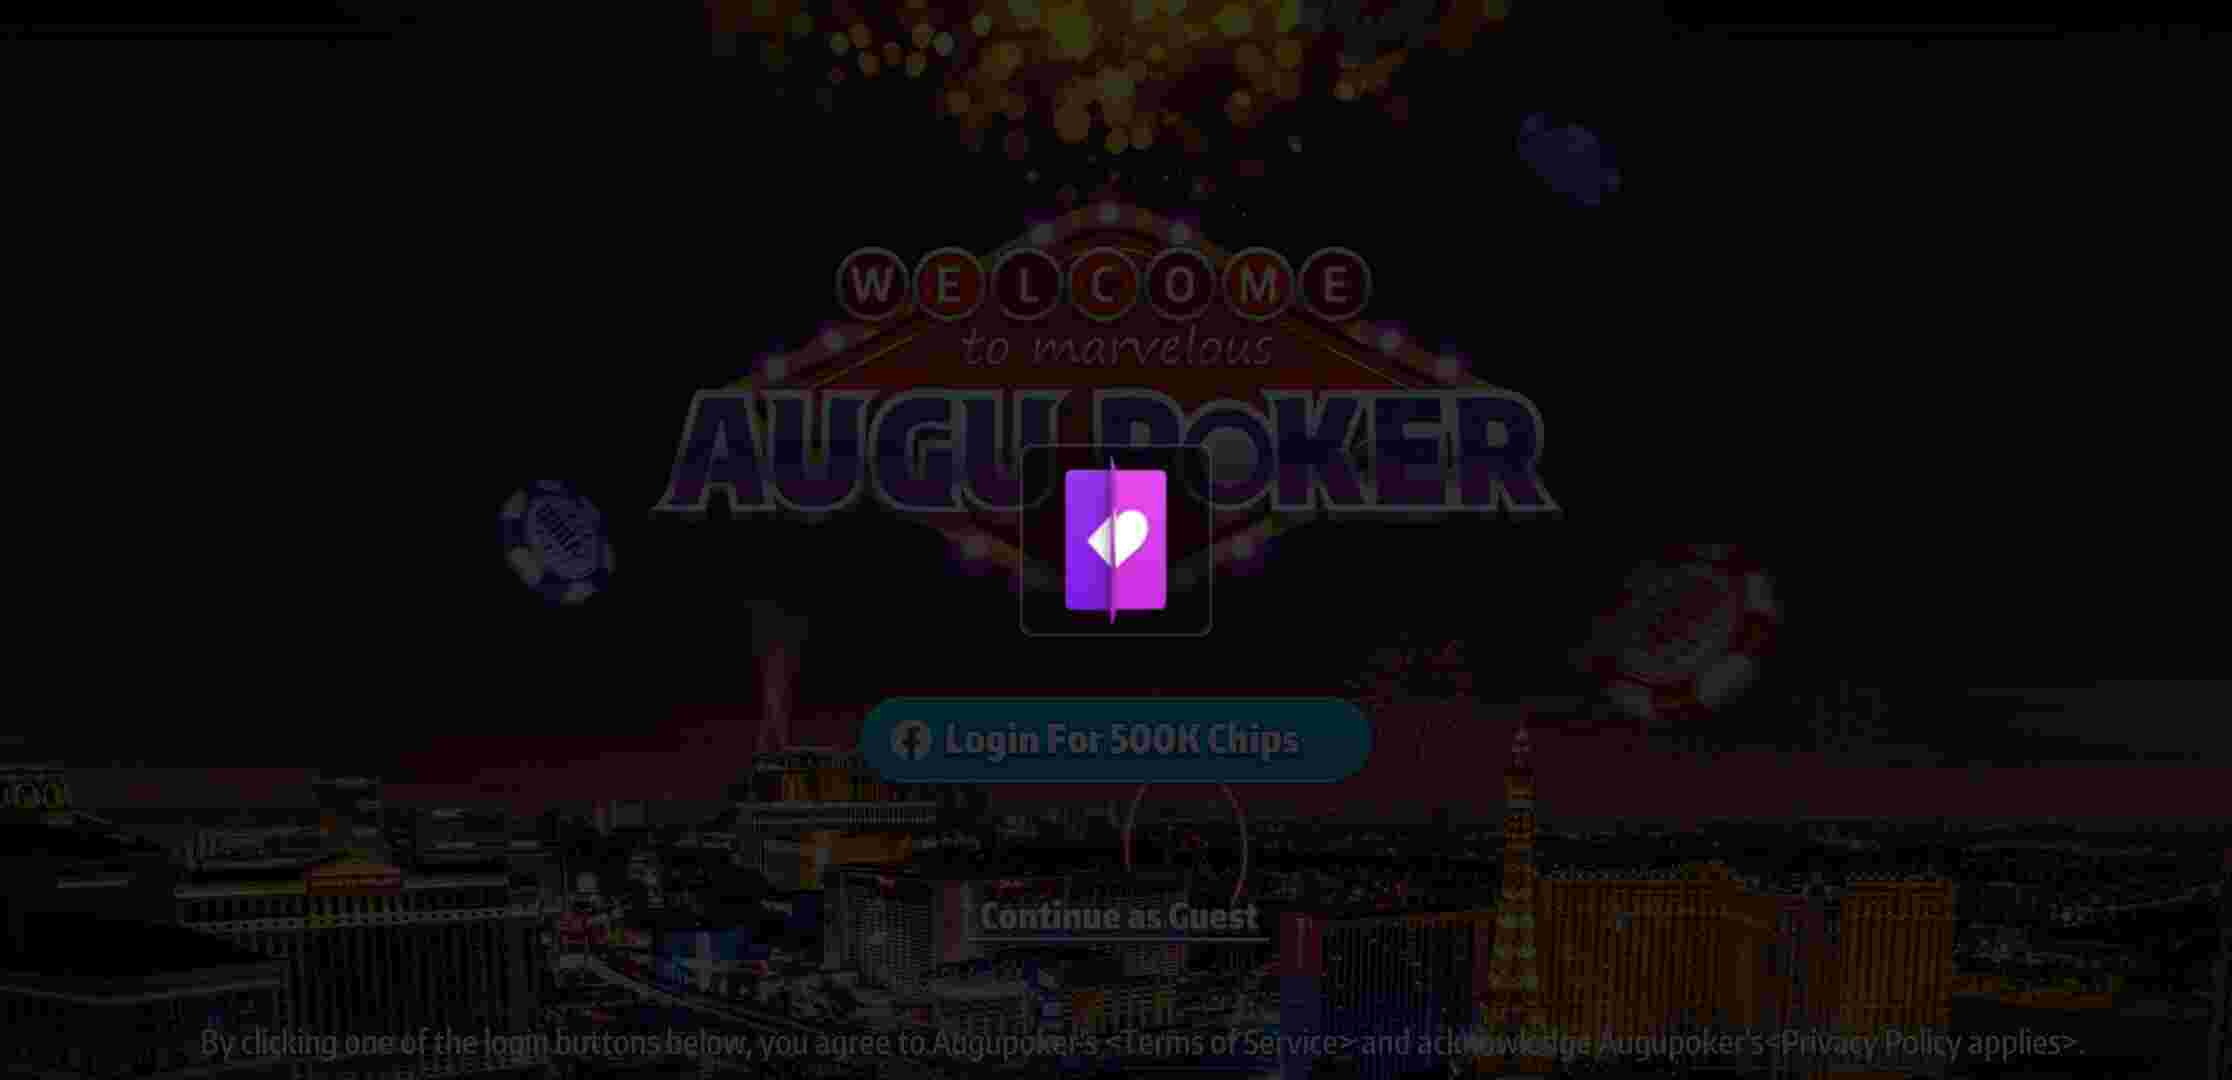 WELCOME
to marvelous
AUGU POKER
Login For 500K Chips
Continue as Guest
By clicking one of the login buttons below, you agree to Augupoker's <Terms of Service> and acknowledge Augupoker's<Privacy Policy applies>.